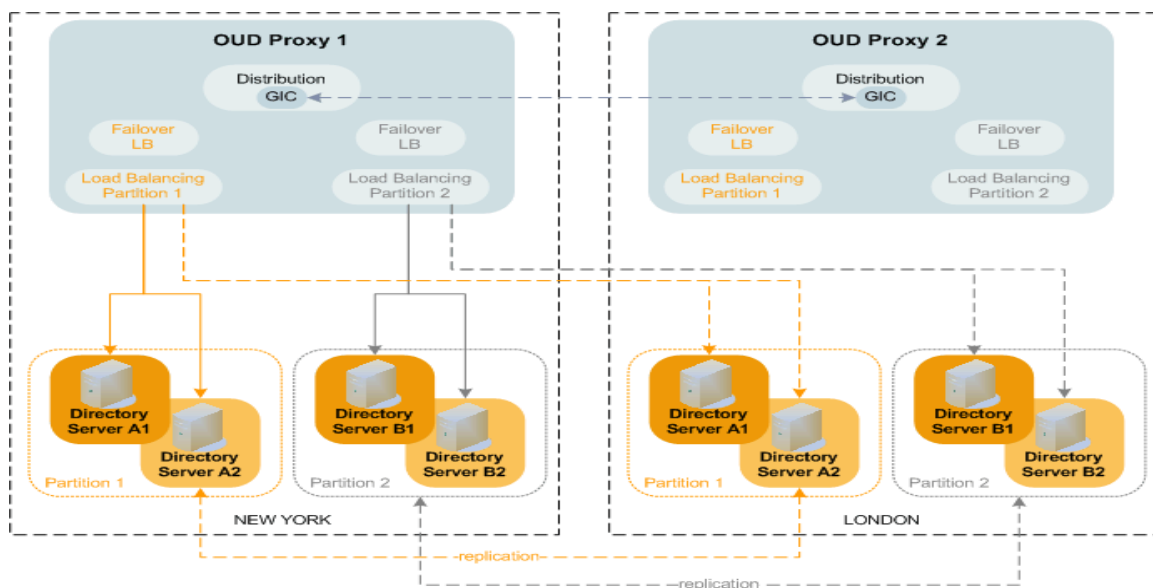 OUD Proxy 1
Distribution
GIC
Failover
LB
Failover
LB
Load Balancing
Partition 1
Load Balancing
Partition 2
OUD Proxy 2
Distribution
GIC
Failover
LB
Failover
LB
Load Balancing
Partition 1
Load Balancing
Partition 2
Directory
Server A1
Directory
Server A2
Partition 1
Directory
Server B1
Directory
Server B2
Partition 2
NEW YORK
Directory
Server A1
Directory
Server A2
Partition 1
Directory
Server B1
Directory
Server B2
Partition 2
LONDON
replication
replication